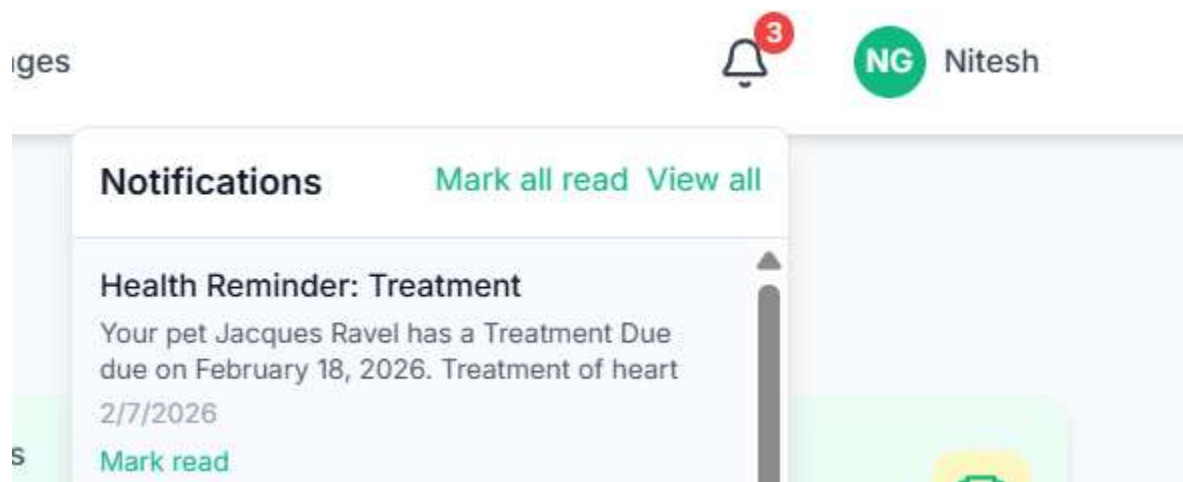 3
NG Nitesh
Notifications Mark all read View all
Health Reminder: Treatment
Your pet Jacques Ravel has a Treatment Due
due on February 18, 2026. Treatment of heart
2/7/2026
Mark read